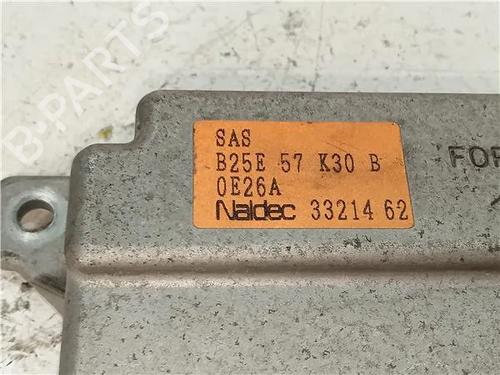 B-PARTS
SAS
B25E 57 K30 B
0E26A
Naldec 33214 62
FOR